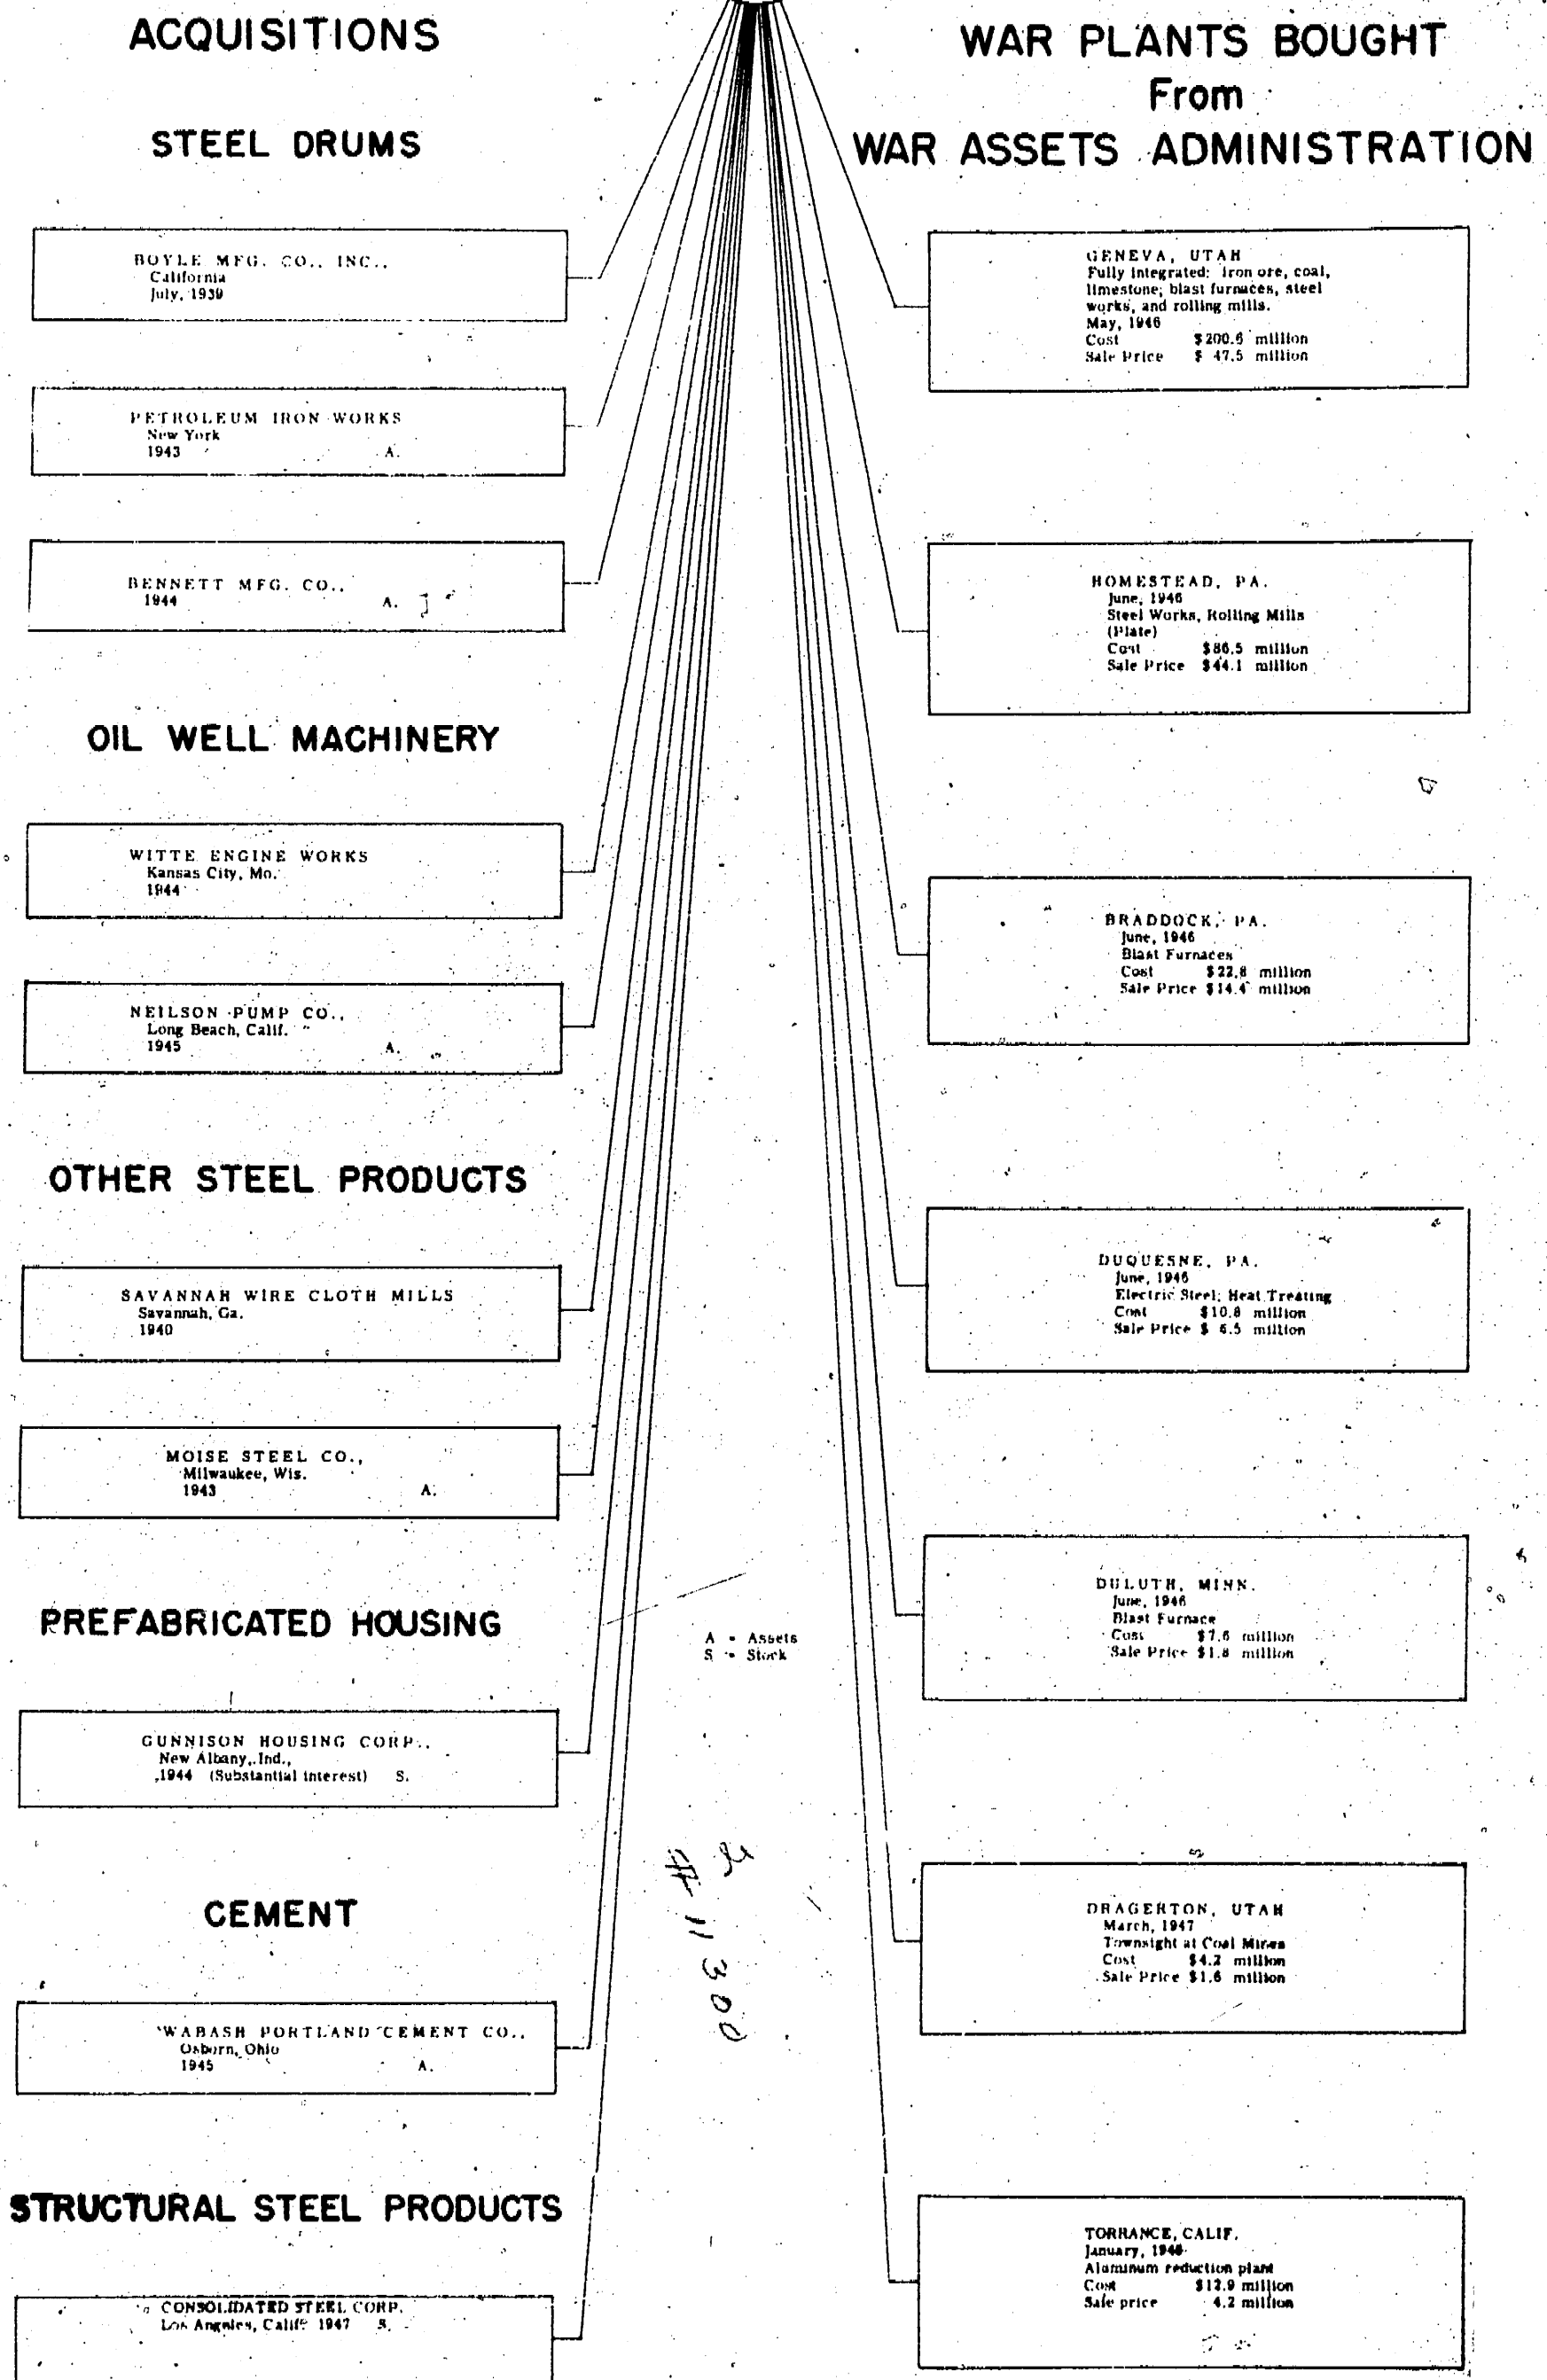 ACQUISITIONS
STEEL DRUMS
BOYLE MFG. CO., INC.,
California
July, 1939
PETROLEUM IRON WORKS
New York
1943 A.
BENNETT MFG. CO.,
1944 A.
OIL WELL MACHINERY
WITTE ENGINE WORKS
Kansas City, Mo.
1944
NEILSON PUMP CO.,
Long Beach, Calif.
1945 A.
OTHER STEEL PRODUCTS
SAVANNAH WIRE CLOTH MILLS
Savannah, Ga.
1940
MOISE STEEL CO.,
Milwaukee, Wis.
1943 A.
PREFABRICATED HOUSING
GUNNISON HOUSING CORP.,
New Albany, Ind.,
1944 (Substantial interest) S.
CEMENT
WABASH PORTLAND CEMENT CO.,
Osborn, Ohio
1945 A.
STRUCTURAL STEEL PRODUCTS
CONSOLIDATED STEEL CORP.
Los Angeles, Calif. 1947 S.
A = Assets
S = Stock
# 11300
WAR PLANTS BOUGHT
From
WAR ASSETS ADMINISTRATION
GENEVA, UTAH
Fully integrated: iron ore, coal,
limestone; blast furnaces, steel
works, and rolling mills.
May, 1946
Cost $200.6 million
Sale Price $ 47.5 million
HOMESTEAD, PA.
June, 1946
Steel Works, Rolling Mills
(Plate)
Cost $86.5 million
Sale Price $44.1 million
BRADDOCK, PA.
June, 1946
Blast Furnaces
Cost $22.8 million
Sale Price $14.4 million
DUQUESNE, PA.
June, 1946
Electric Steel; Heat Treating
Cost $10.8 million
Sale Price $ 6.5 million
DULUTH, MINN.
June, 1946
Blast Furnace
Cost $7.6 million
Sale Price $1.8 million
DRAGERTON, UTAH
March, 1947
Townsight at Coal Mines
Cost $4.2 million
Sale Price $1.6 million
TORRANCE, CALIF.
January, 1948
Aluminum reduction plant
Cost $12.9 million
Sale price 4.2 million